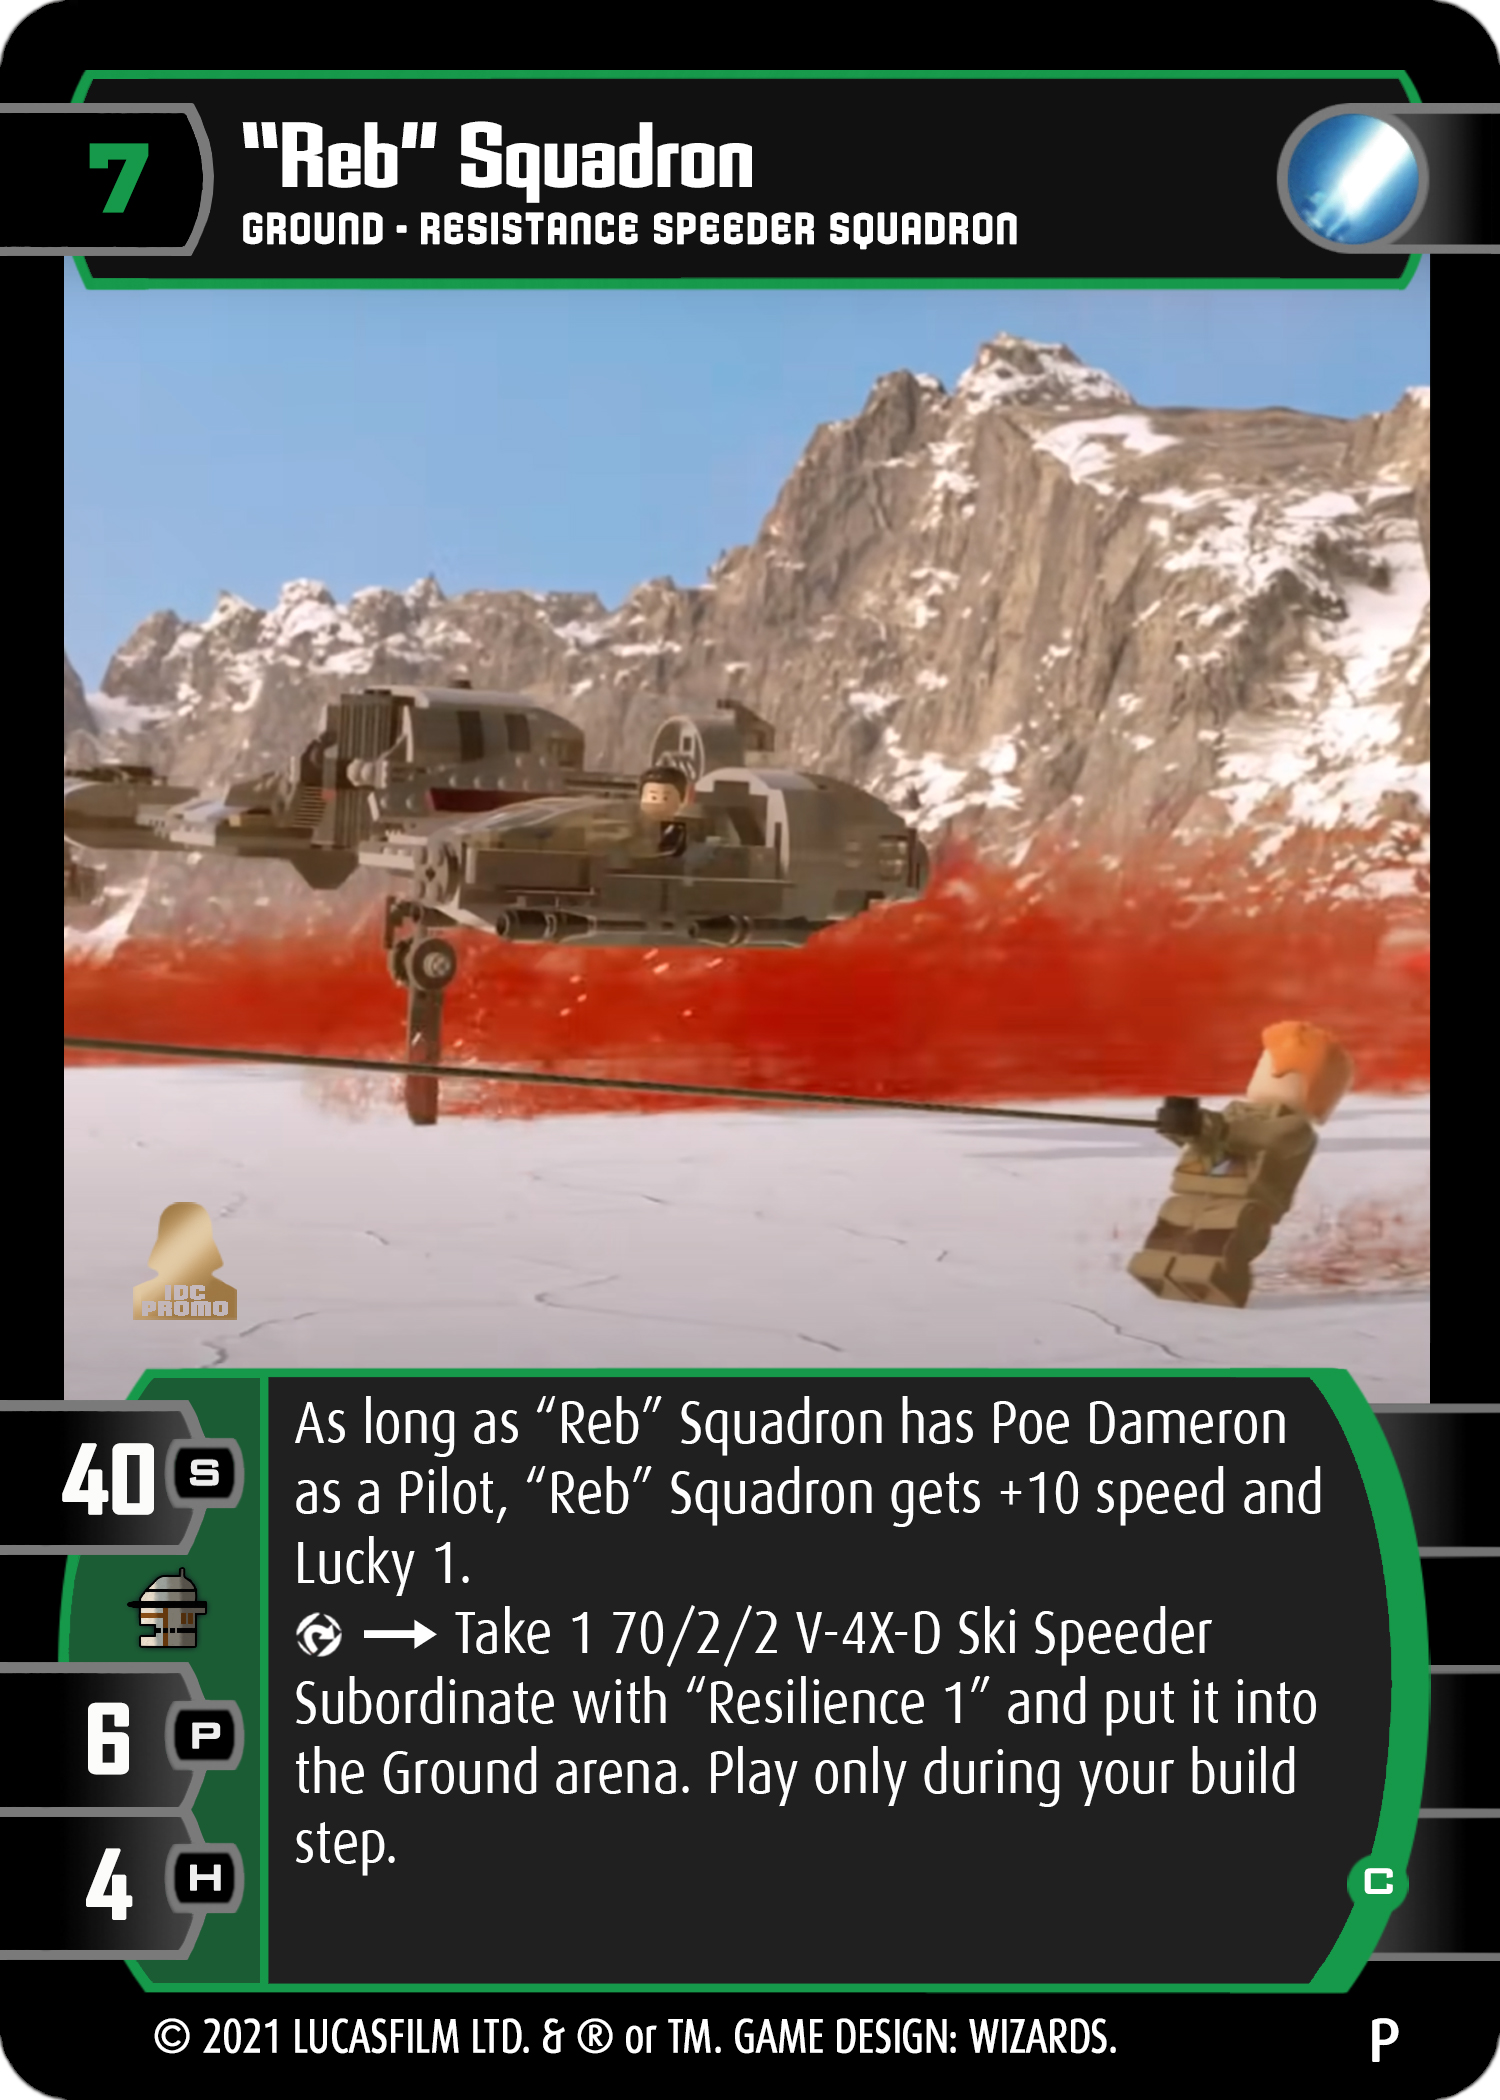 7
“Reb” Squadron
GROUND - RESISTANCE SPEEDER SQUADRON
IDC
PROMO
40 S
6 P
4 H
As long as “Reb” Squadron has Poe Dameron
as a Pilot, “Reb” Squadron gets +10 speed and
Lucky 1.
→ Take 1 70/2/2 V-4X-D Ski Speeder
Subordinate with “Resilience 1” and put it into
the Ground arena. Play only during your build
step.
C
© 2021 LUCASFILM LTD. & ® or TM. GAME DESIGN: WIZARDS.
P